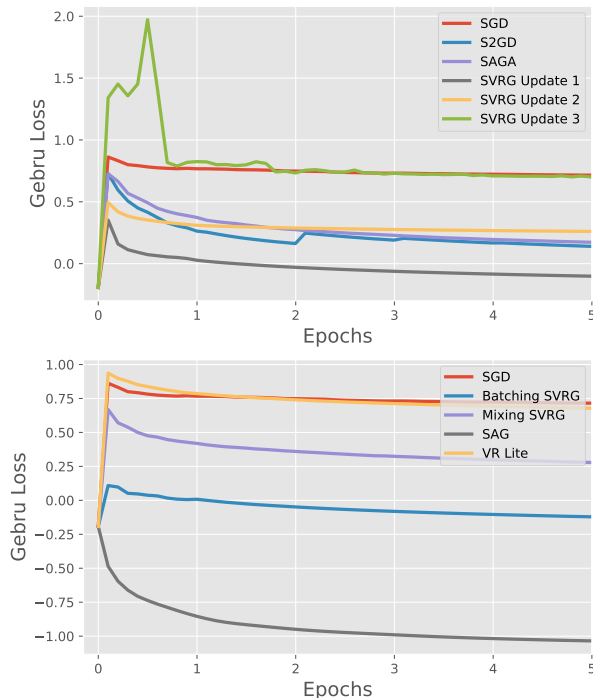 2.0
1.5
1.0
0.5
0.0
Gebru Loss
SGD
S2GD
SAGA
SVRG Update 1
SVRG Update 2
SVRG Update 3
0 1 2 3 4 5
Epochs
1.00
0.75
0.50
0.25
0.00
−0.25
−0.50
−0.75
−1.00
Gebru Loss
SGD
Batching SVRG
Mixing SVRG
SAG
VR Lite
0 1 2 3 4 5
Epochs